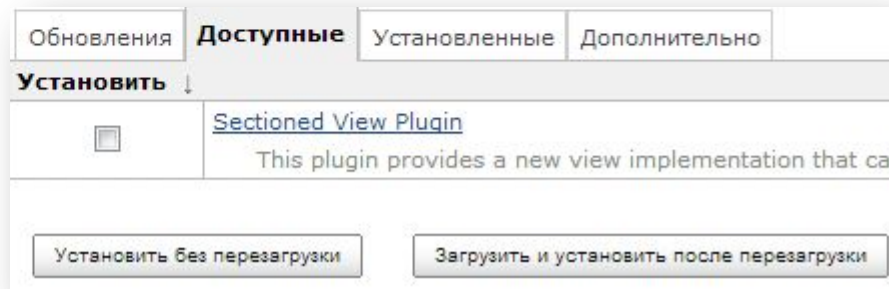 Обновления Доступные Установленные Дополнительно
Установить ↓
Sectioned View Plugin
This plugin provides a new view implementation that ca
Установить без перезагрузки Загрузить и установить после перезагрузки